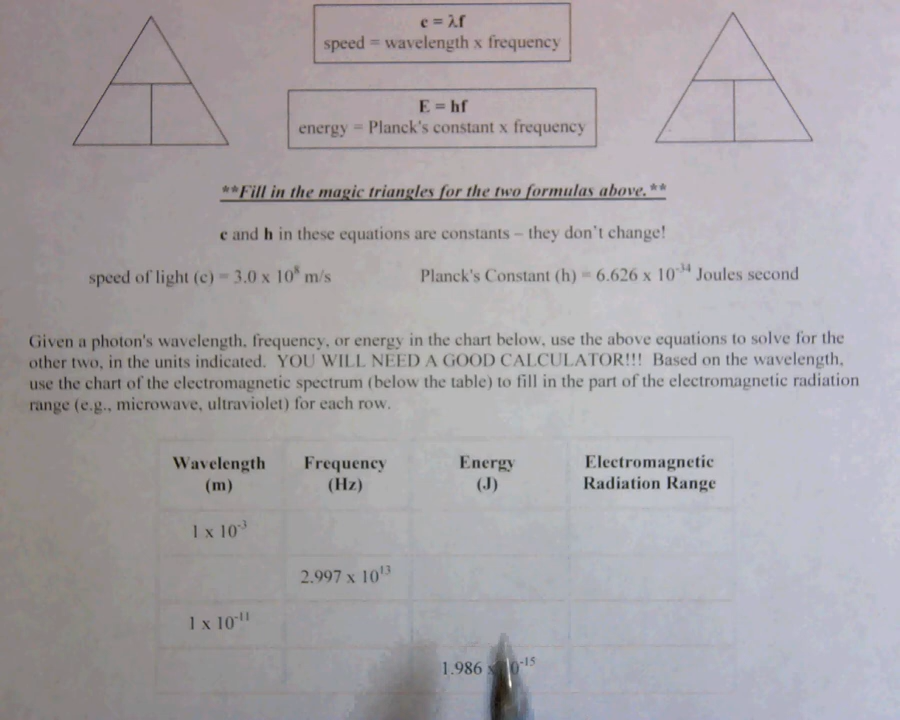 c = λf
speed = wavelength x frequency
E = hf
energy = Planck's constant x frequency
**Fill in the magic triangles for the two formulas above.**
c and h in these equations are constants – they don't change!
speed of light (c) = 3.0 x 10⁸ m/s
Planck's Constant (h) = 6.626 x 10⁻³⁴ Joules second
Given a photon's wavelength, frequency, or energy in the chart below, use the above equations to solve for the
other two, in the units indicated. YOU WILL NEED A GOOD CALCULATOR!!! Based on the wavelength,
use the chart of the electromagnetic spectrum (below the table) to fill in the part of the electromagnetic radiation
range (e.g., microwave, ultraviolet) for each row.
Wavelength
(m)
Frequency
(Hz)
Energy
(J)
Electromagnetic
Radiation Range
1 x 10⁻³
2.997 x 10¹³
1 x 10⁻¹¹
1.986 x 0⁻¹⁵